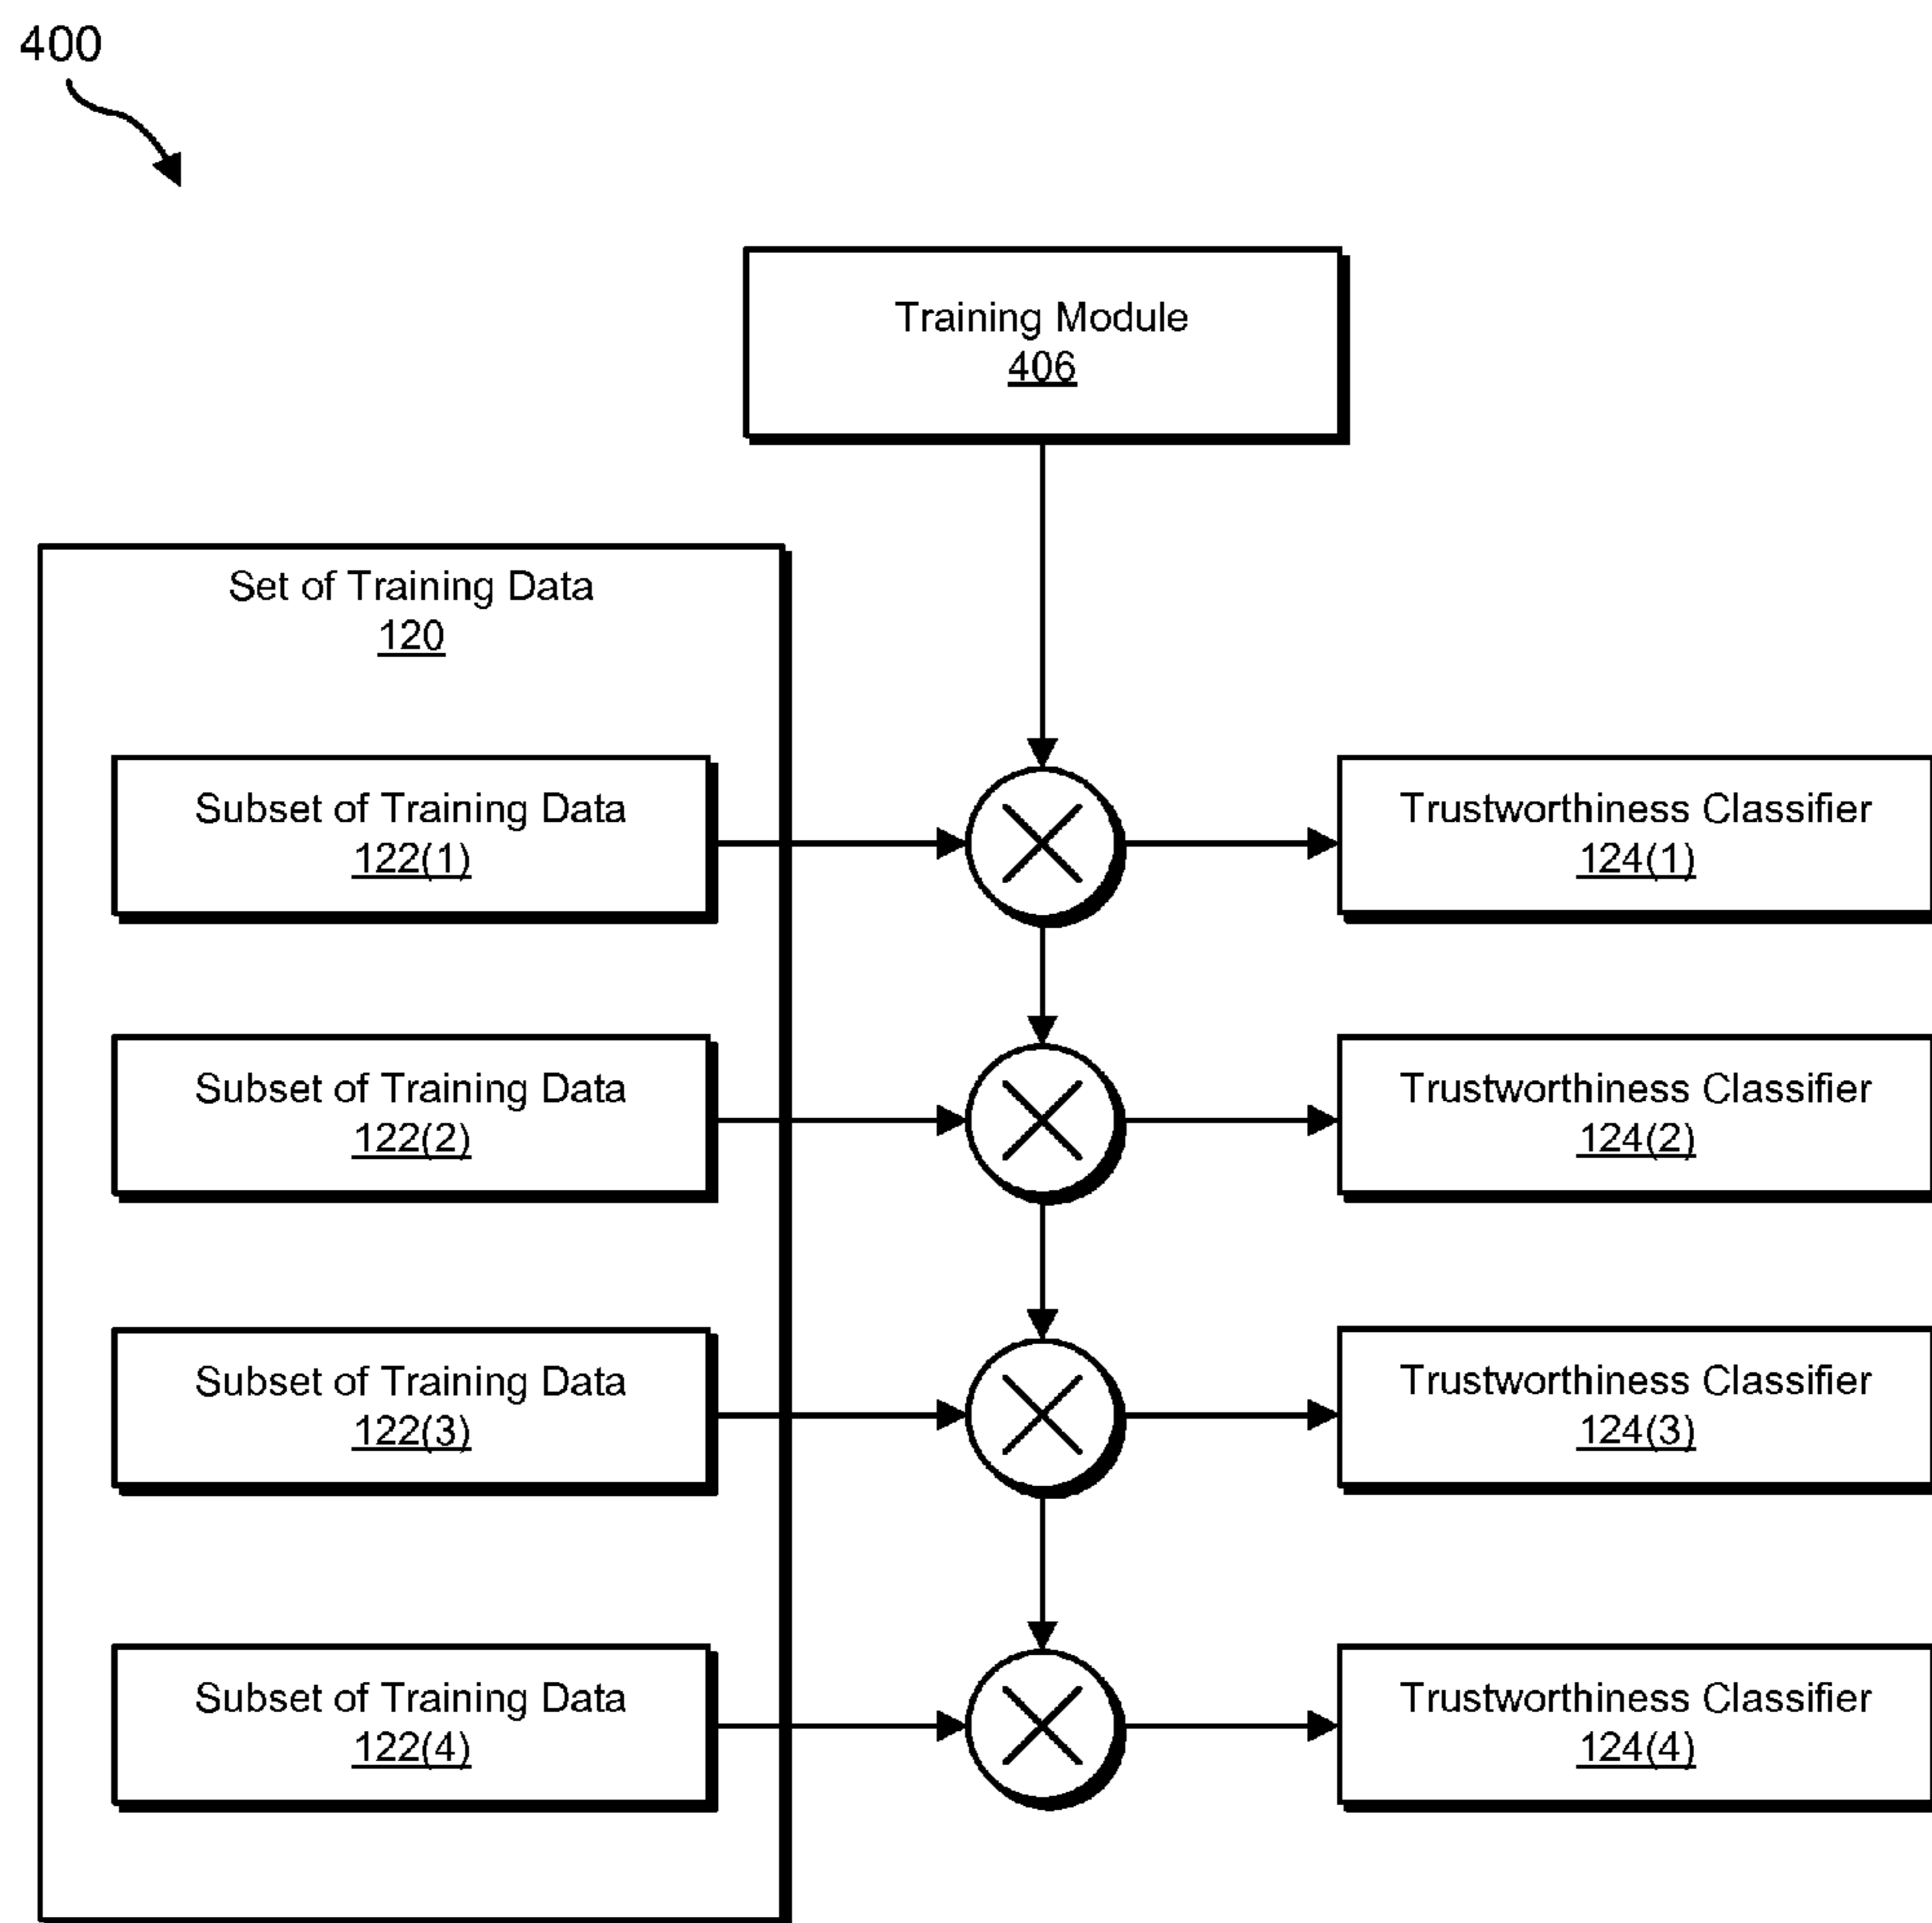 400
Training Module
406
Set of Training Data
120
Subset of Training Data
122(1)
Trustworthiness Classifier
124(1)
Subset of Training Data
122(2)
Trustworthiness Classifier
124(2)
Subset of Training Data
122(3)
Trustworthiness Classifier
124(3)
Subset of Training Data
122(4)
Trustworthiness Classifier
124(4)